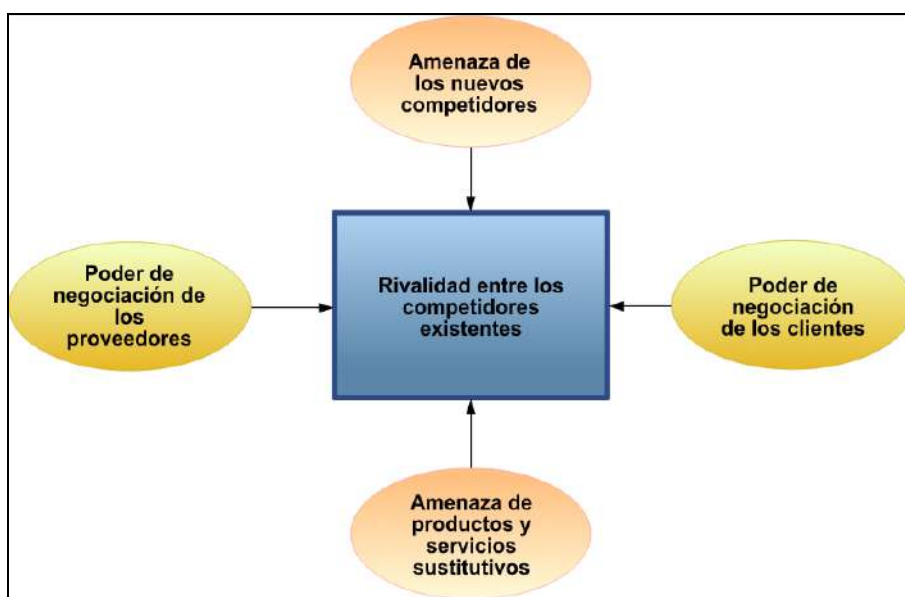 Amenaza de
los nuevos
competidores
Poder de
negociación de
los
proveedores
Rivalidad entre los
competidores
existentes
Poder de
negociación
de los clientes
Amenaza de
productos y
servicios
sustitutivos